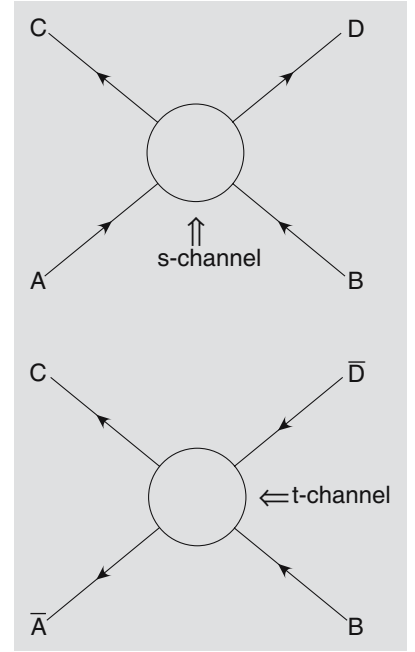 C D
⇑
s-channel
A B
C D̅
⇐ t-channel
A̅ B